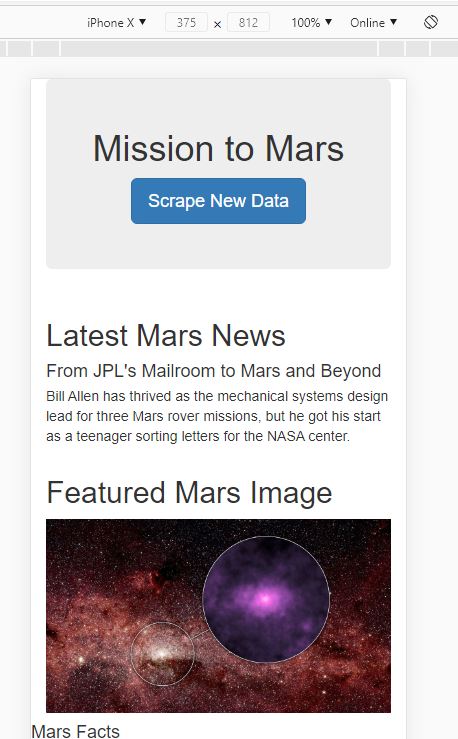 iPhone X ▼ 375 x 812 100% ▼ Online ▼
Mission to Mars
Scrape New Data
Latest Mars News
From JPL's Mailroom to Mars and Beyond
Bill Allen has thrived as the mechanical systems design
lead for three Mars rover missions, but he got his start
as a teenager sorting letters for the NASA center.
Featured Mars Image
Mars Facts